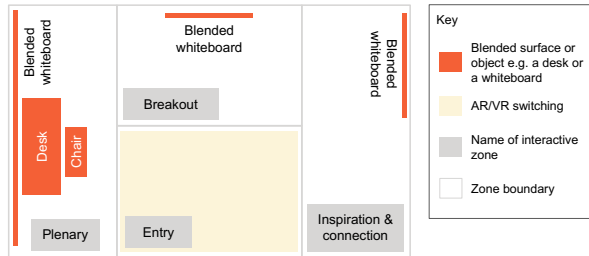 Blended
whiteboard
Desk
Chair
Plenary
Blended
whiteboard
Breakout
Entry
Blended
whiteboard
Inspiration &
connection
Key
Blended surface or
object e.g. a desk or
a whiteboard
AR/VR switching
Name of interactive
zone
Zone boundary